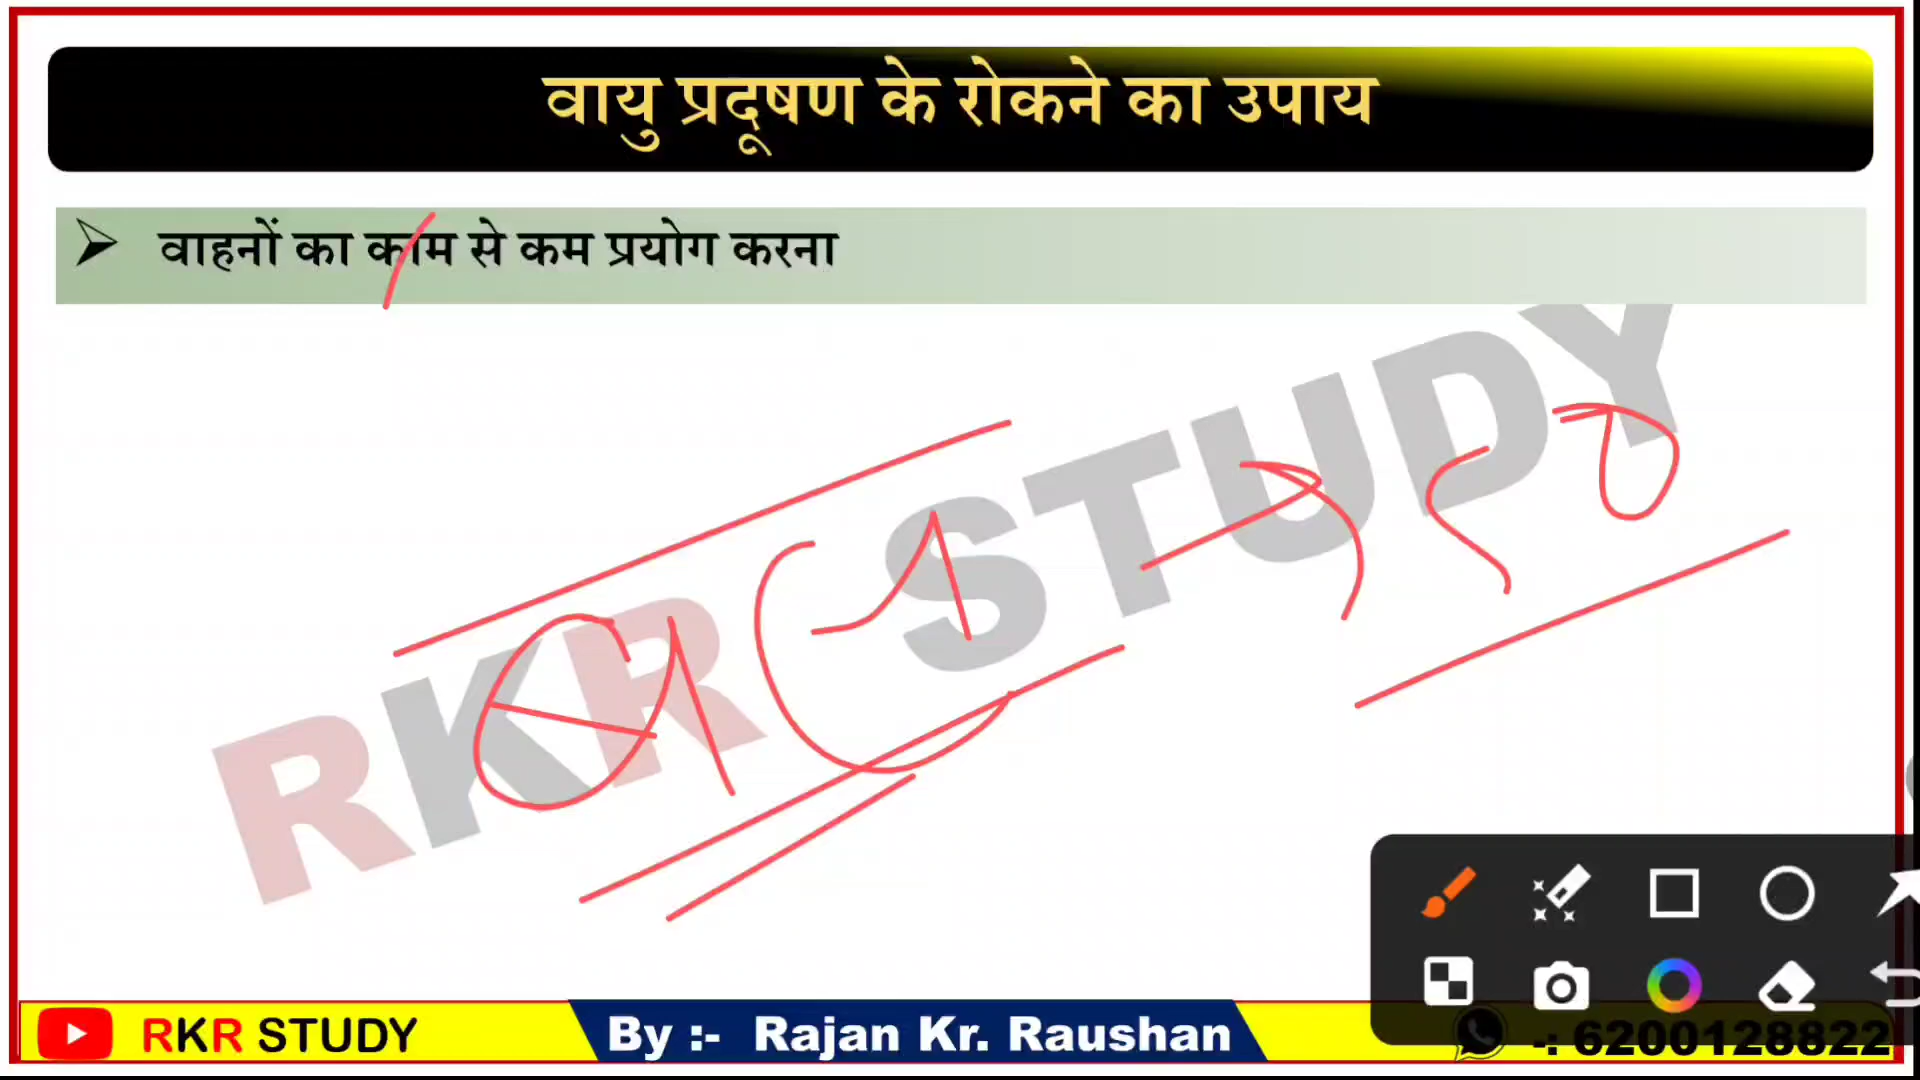 वायु प्रदूषण के रोकने का उपाय
वाहनों का काम से कम प्रयोग करना
RKR STUDY
RKR STUDY
By :- Rajan Kr. Raushan
-: 6200128822